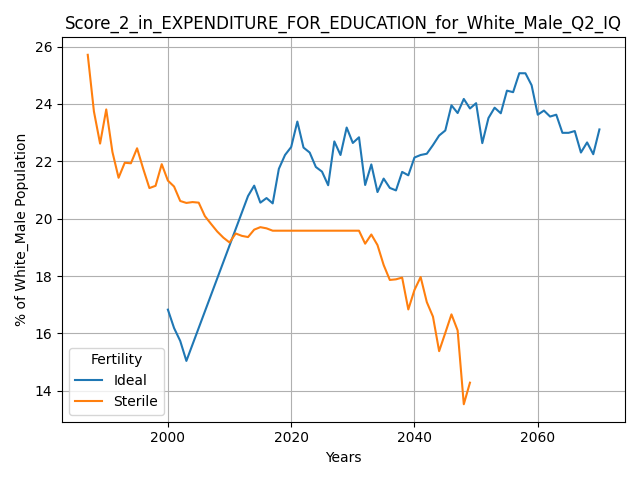 Score_2_in_EXPENDITURE_FOR_EDUCATION_for_White_Male_Q2_IQ
% of White_Male Population
26
24
22
20
18
16
14
Fertility
Ideal
Sterile
2000 2020 2040 2060
Years